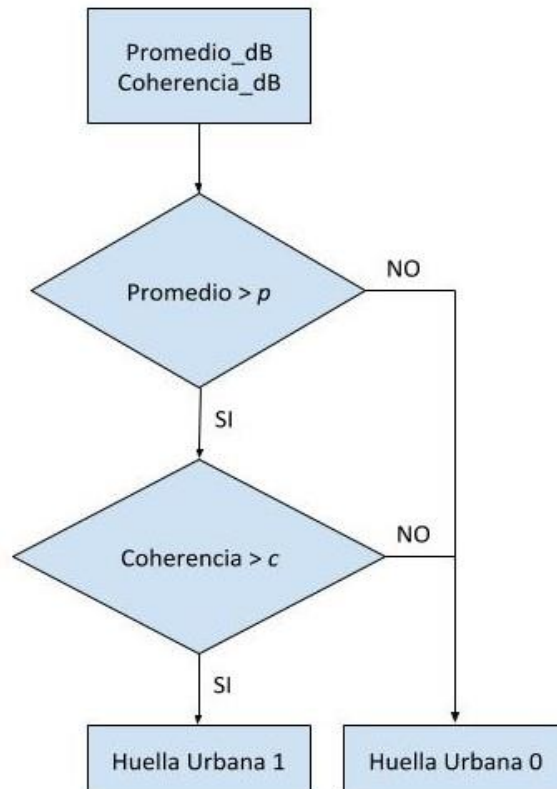 Promedio_dB
Coherencia_dB
Promedio > p
NO
SI
Coherencia > c
NO
SI
Huella Urbana 1
Huella Urbana 0